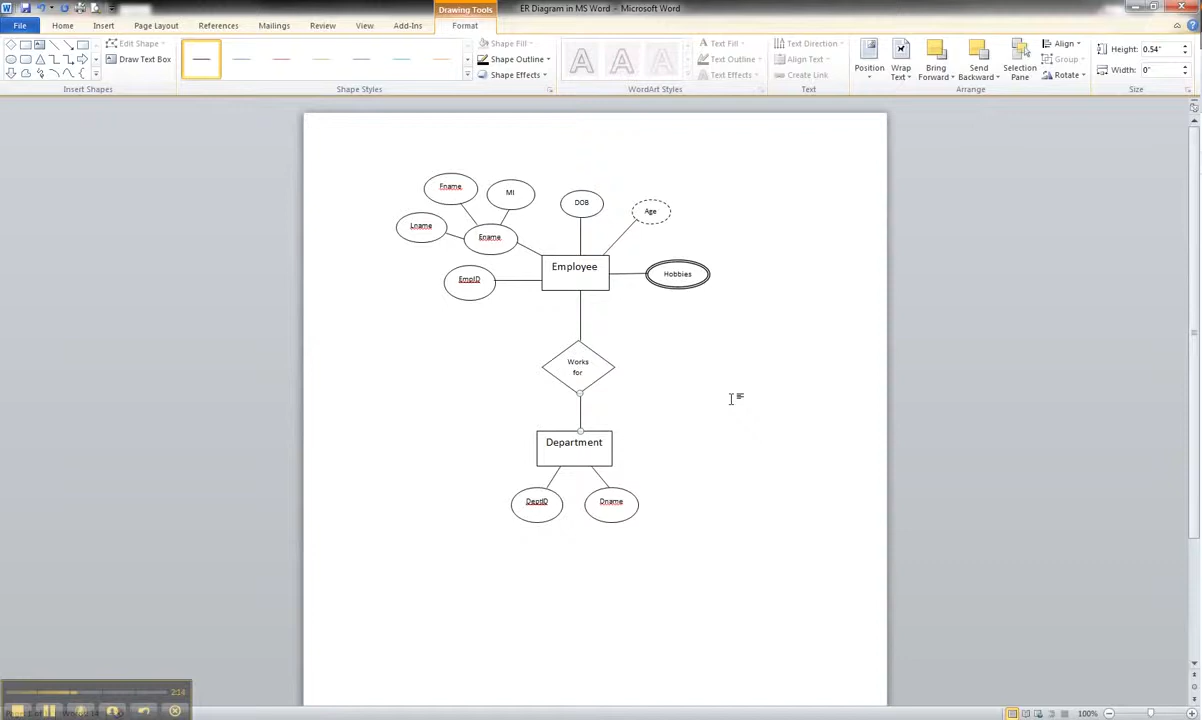 Drawing Tools
ER Diagram in MS Word – Microsoft Word
File
Home
Insert
Page Layout
References
Mailings
Review
View
Add-Ins
Format
Edit Shape
Draw Text Box
Insert Shapes
Shape Fill
Shape Outline
Shape Effects
Shape Styles
A A A
Text Fill
Text Outline
Text Effects
WordArt Styles
Text Direction
Align Text
Create Link
Text
Position
Wrap Text
Bring Forward
Send Backward
Selection Pane
Align
Group
Rotate
Arrange
Height: 0.54"
Width: 0"
Size
Fname
MI
DOB
Age
Lname
Ename
Employee
Hobbies
EmpID
Works
for
Department
DeptID
Dname
2:14
100%